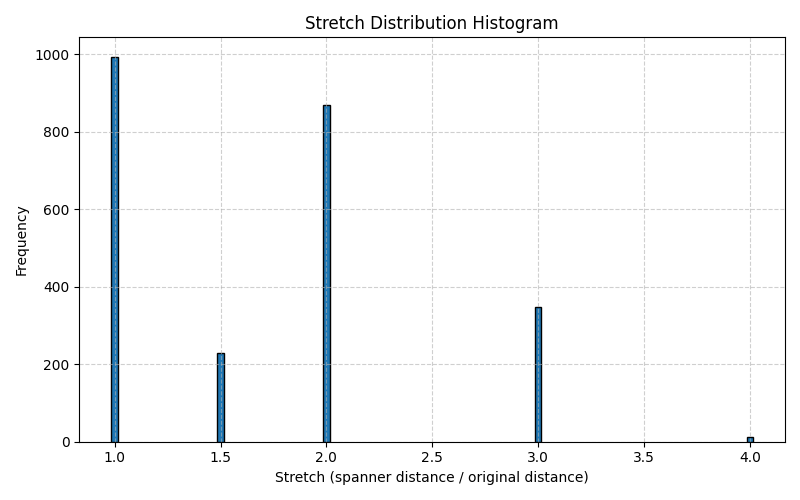 Stretch Distribution Histogram
Frequency
1000
800
600
400
200
0
1.0 1.5 2.0 2.5 3.0 3.5 4.0
Stretch (spanner distance / original distance)